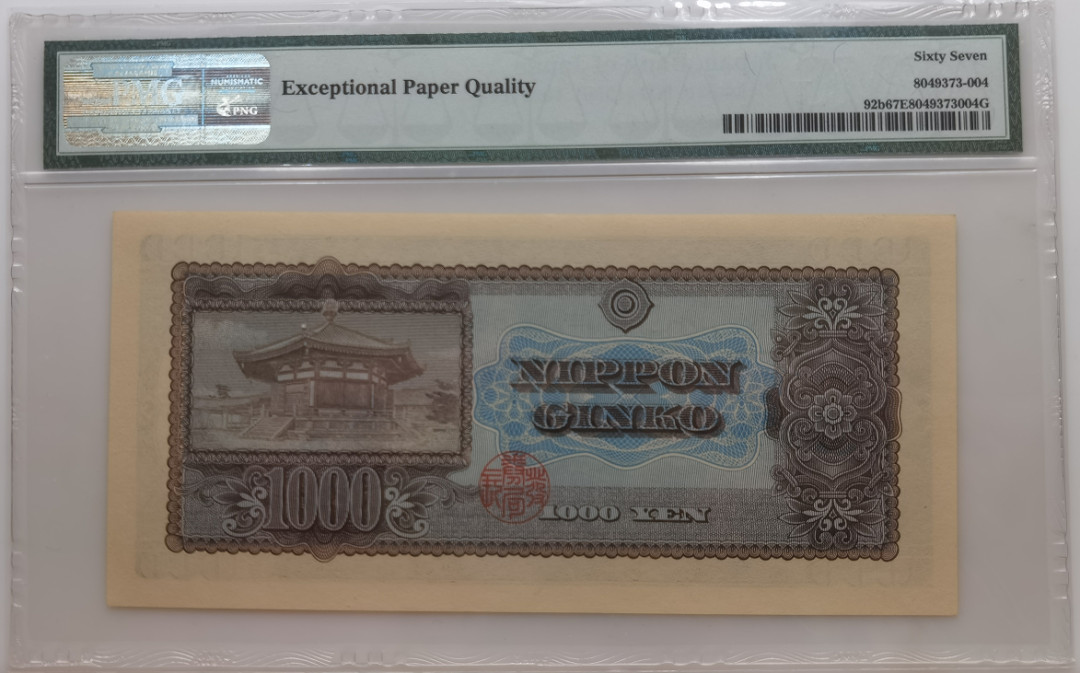 Exceptional Paper Quality
Sixty Seven
8049373-004
92b67E8049373004G
PMG
NUMISMATIC
PNG
NIPPON
GINKO
1000
1000 YEN